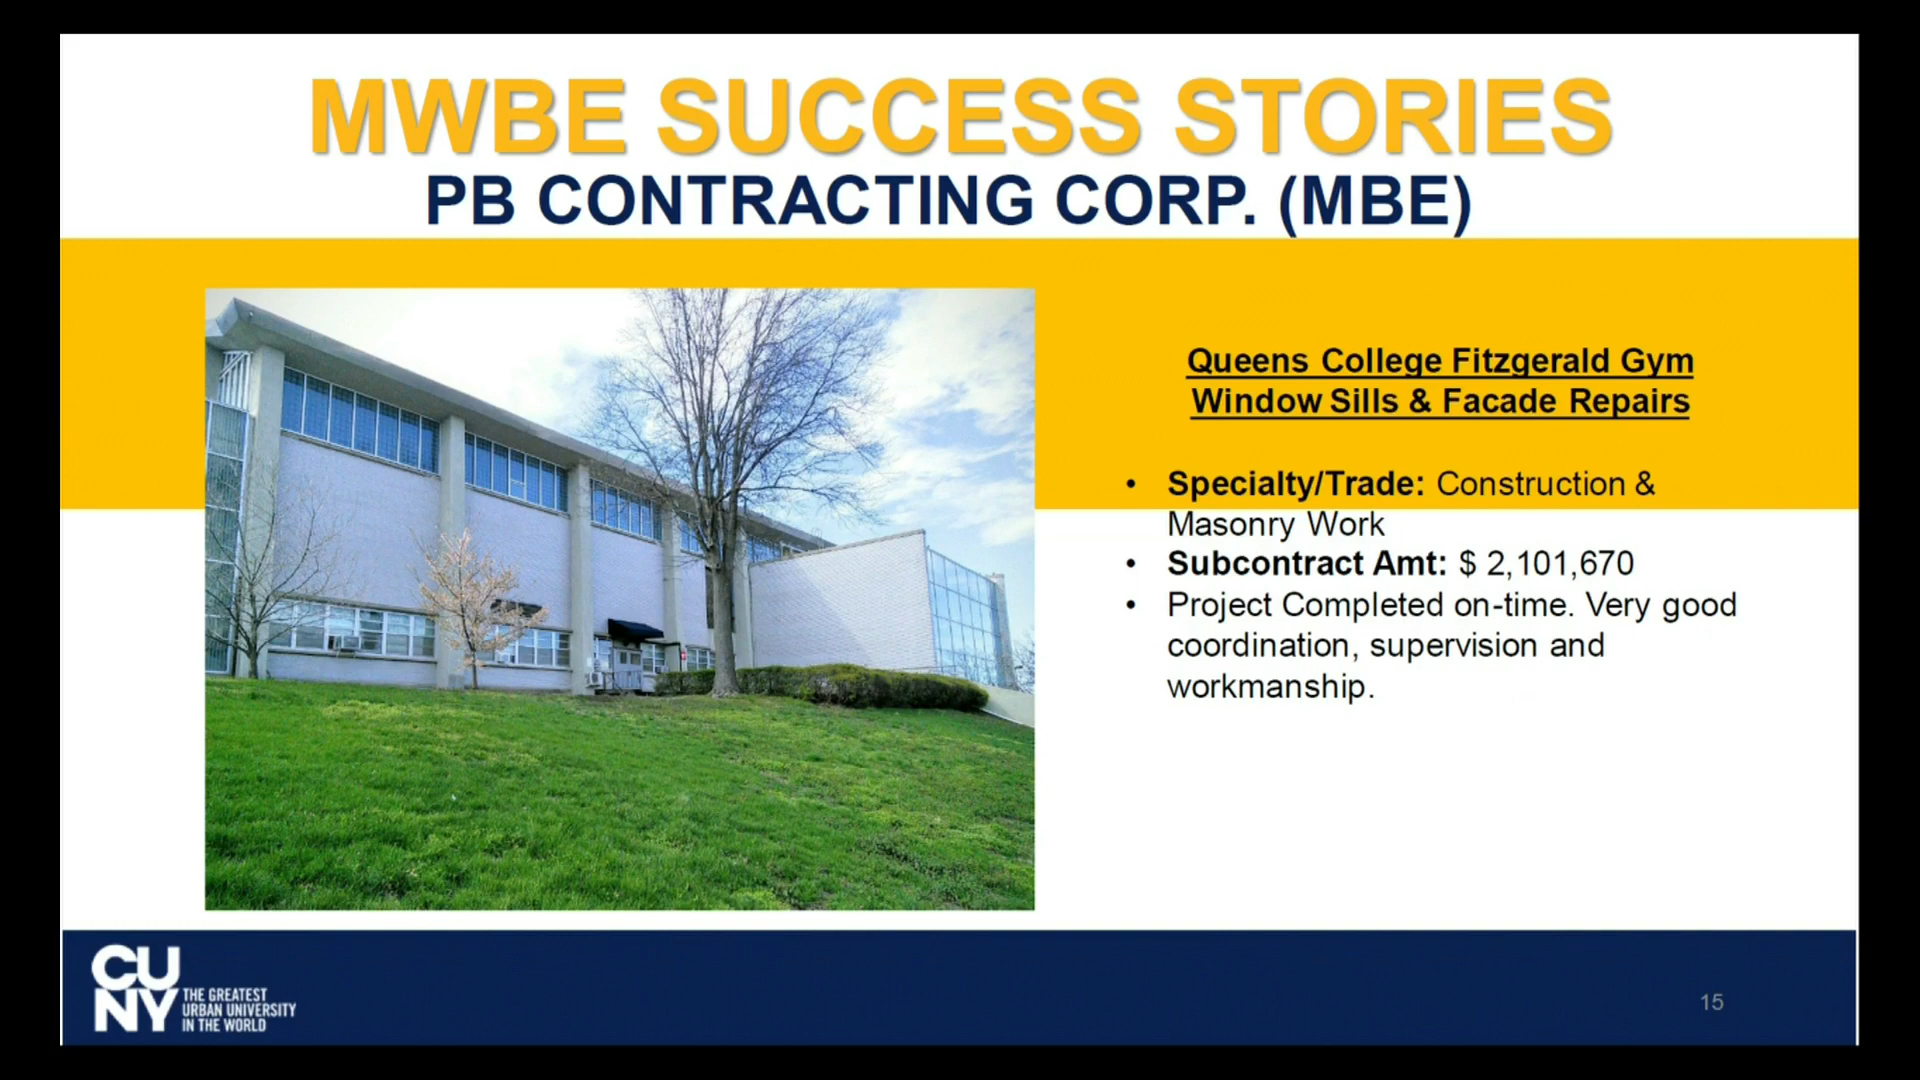 MWBE SUCCESS STORIES
PB CONTRACTING CORP. (MBE)
Queens College Fitzgerald Gym
Window Sills & Facade Repairs
• Specialty/Trade: Construction &
Masonry Work
• Subcontract Amt: $ 2,101,670
• Project Completed on-time. Very good
coordination, supervision and
workmanship.
CU
NY
THE GREATEST
URBAN UNIVERSITY
IN THE WORLD
15